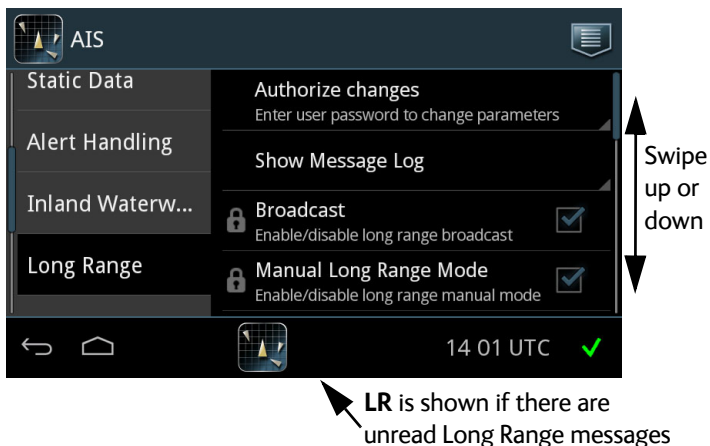 AIS
Static Data
Alert Handling
Inland Waterw...
Long Range
Authorize changes
Enter user password to change parameters
Show Message Log
Broadcast
Enable/disable long range broadcast
Manual Long Range Mode
Enable/disable long range manual mode
14 01 UTC
Swipe
up or
down
LR is shown if there are
unread Long Range messages